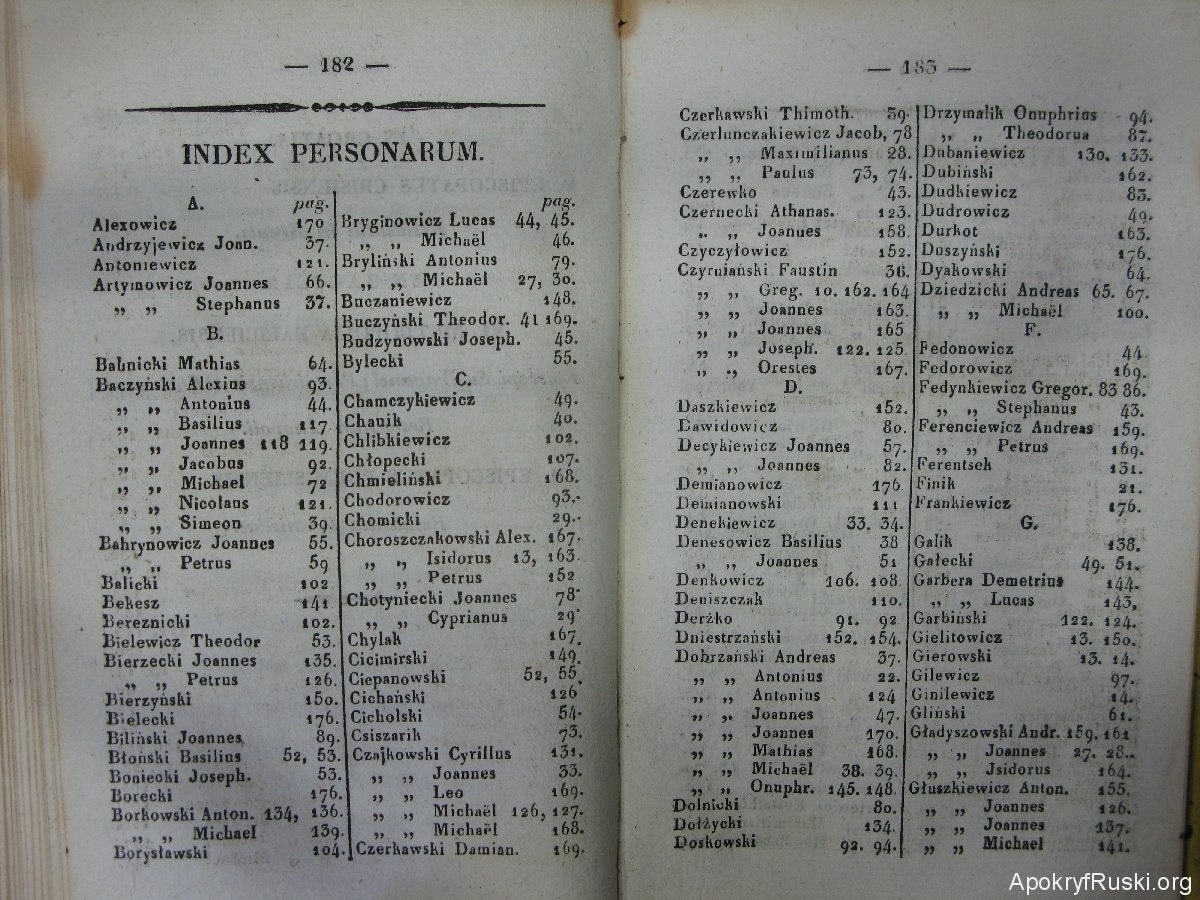 — 182 —
INDEX PERSONARUM.
A. pag.
Alexowicz 170
Andrzyjewicz Joan. 37.
Antoniewicz 121.
Artymowicz Joannes 66.
„ „ Stephanus 37.
B.
Babnicki Mathias 64.
Baczyński Alexius 93.
„ „ Antonius 44.
„ „ Basilius 117
„ „ Joannes 118 119.
„ „ Jacobus 92.
„ „ Michael 72
„ „ Nicolaus 121.
„ „ Simeon 39.
Bahrynowicz Joannes 55.
„ „ Petrus 59
Balicki 102
Bekesz 141
Bereznicki 102.
Bielewicz Theodor 53.
Bierzecki Joannes 135.
„ „ Petrus 126.
Bierzyński 150.
Bielecki 176.
Biliński Joannes 89.
Błoński Basilius 52, 53.
Boniecki Joseph. 53.
Borecki 176.
Borkowski Anton. 134, 136.
„ „ Michael 139.
Borysławski 104.
pag.
Bryginowicz Lucas 44, 45.
„ „ Michaël 46.
Bryliński Antonius 79.
„ „ Michaël 27, 30.
Buczaniewicz 148.
Buczyński Theodor. 41 169.
Budzynowski Joseph. 45.
Bylecki 55.
C.
Chamczykiewicz 49.
Chanik 40.
Chlibkiewicz 102.
Chłopecki 107.
Chmieliński 168.
Chodorowicz 93.
Chomicki 29.
Choroszczakowski Alex. 167.
„ „ Isidorus 13, 163
„ „ Petrus 152
Chotyniecki Joannes 78
„ „ Cyprianus 29
Chylak 167
Cicimirski 149
Ciepanowski 52, 55
Cichański 126
Cicholski 54.
Csiszarik 73.
Czajkowski Cyrillus 131.
„ „ Joannes 33.
„ „ Leo 169.
„ „ Michaël 126, 127.
„ „ Michaël 168.
Czerkawski Damian. 169.
— 183 —
Czerkawski Thimoth. 39.
Czerlunczakiewicz Jacob, 78
„ „ Maximilianus 28.
„ „ Paulus 73, 74.
Czerewko 43.
Czernecki Athanas. 123.
„ „ Joannes 158.
Czyczyłowicz 152.
Czyrniański Faustin 38.
„ „ Greg. 10. 162. 164
„ „ Joannes 163.
„ „ Joannes 165
„ „ Joseph. 122. 125
„ „ Orestes 167.
D.
Daszkiewicz 152.
Dawidowicz 80.
Decykiewicz Joannes 57.
„ „ Joannes 82.
Demianowicz 176
Demianowski 111
Denekiewicz 33. 34.
Denesowicz Basilius 38
„ „ Joannes 51
Denkowicz 106. 108.
Deniszczak 110.
Derżko 91. 92
Dniestrzański 152. 154.
Dobrzański Andreas 37.
„ „ Antonius 22.
„ „ Antonius 124
„ „ Joannes 47.
„ „ Joannes 170.
„ „ Mathias 168.
„ „ Michaël 38. 39.
„ „ Onuphr. 145. 148.
Dolnicki 80.
Dołżycki 134.
Doskowski 92. 94.
Drzymalik Onuphrius 94.
„ „ Theodorus 87.
Dubaniewicz 130. 133.
Dubiński 162.
Dudkiewicz 83.
Dudrowicz 49.
Durkot 163.
Duszyński 176.
Dyakowski 64.
Dziedzicki Andreas 65. 67.
„ „ Michaël 100.
F.
Fedonowicz 44
Fedorowicz 169.
Fedynkiewicz Gregor. 83 86.
„ „ Stephanus 43.
Ferenciewicz Andreas 159.
„ „ Petrus 169.
Ferentsek 131.
Finik 21.
Frankiewicz 176.
G.
Galik 138.
Gałecki 49. 51.
Garbera Demetrius 144.
„ „ Lucas 143,
Garbiński 122. 124.
Gielitowicz 13. 150.
Gierowski 13. 14.
Gilewicz 97.
Ginilewicz 14.
Gliński 61.
Gładyszowski Andr. 159. 161
„ „ Joannes 27. 28.
„ „ Jsidorus 164.
Głuszkiewicz Anton. 155.
„ „ Joannes 126.
„ „ Joannes 137.
„ „ Michael 141.
ApokryfRuski.org